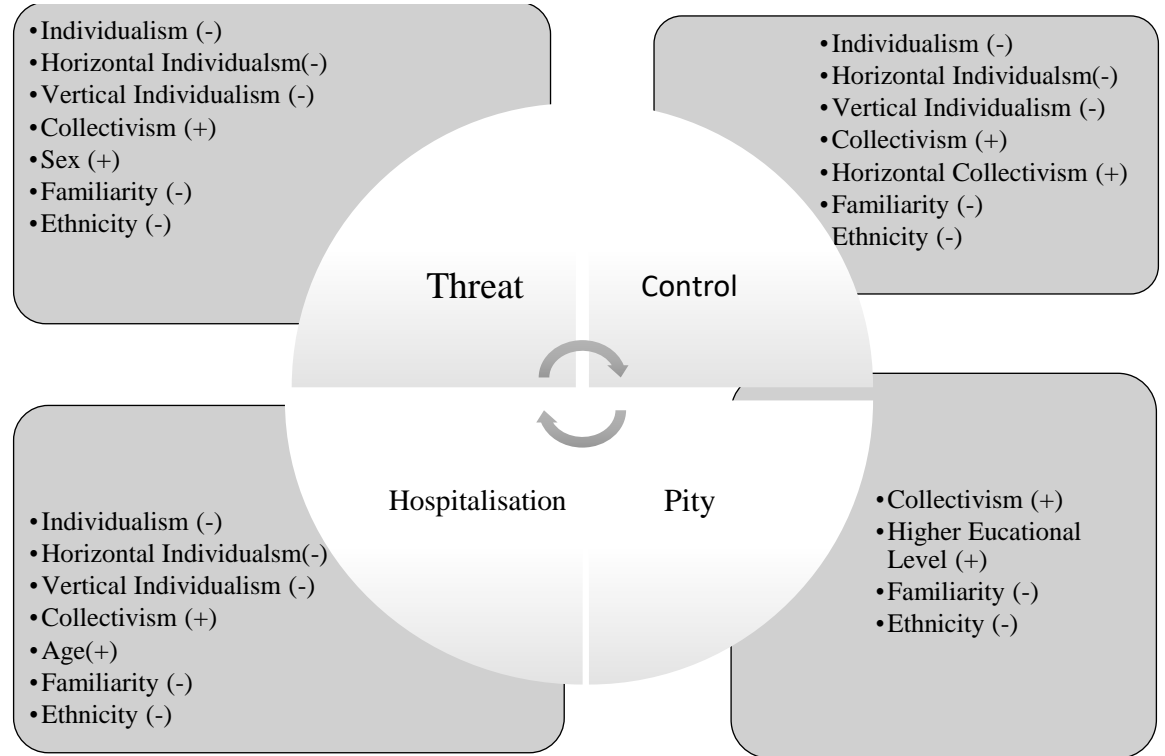 •Individualism (-)
•Horizontal Individualsm(-)
•Vertical Individualism (-)
•Collectivism (+)
•Sex (+)
•Familiarity (-)
•Ethnicity (-)
•Individualism (-)
•Horizontal Individualsm(-)
•Vertical Individualism (-)
•Collectivism (+)
•Horizontal Collectivism (+)
•Familiarity (-)
Ethnicity (-)
Threat
Control
Hospitalisation
Pity
•Individualism (-)
•Horizontal Individualsm(-)
•Vertical Individualism (-)
•Collectivism (+)
•Age(+)
•Familiarity (-)
•Ethnicity (-)
•Collectivism (+)
•Higher Eucational
Level (+)
•Familiarity (-)
•Ethnicity (-)